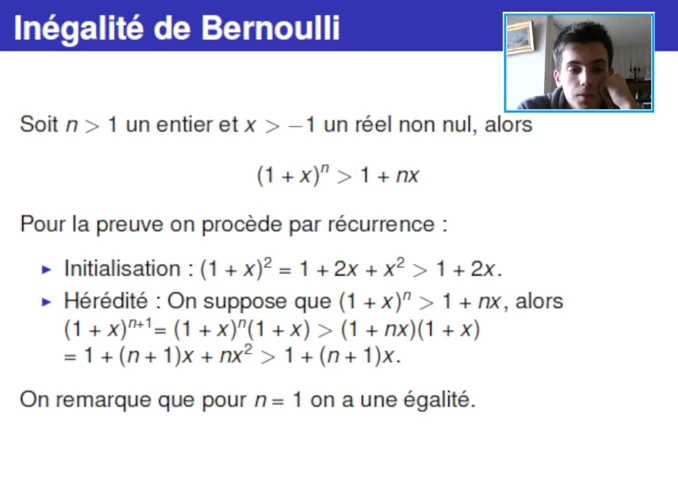 Inégalité de Bernoulli
Soit n > 1 un entier et x > −1 un réel non nul, alors
(1 + x)ⁿ > 1 + nx
Pour la preuve on procède par récurrence :
▸ Initialisation : (1 + x)² = 1 + 2x + x² > 1 + 2x.
▸ Hérédité : On suppose que (1 + x)ⁿ > 1 + nx, alors
(1 + x)ⁿ⁺¹ = (1 + x)ⁿ(1 + x) > (1 + nx)(1 + x)
= 1 + (n + 1)x + nx² > 1 + (n + 1)x.
On remarque que pour n = 1 on a une égalité.